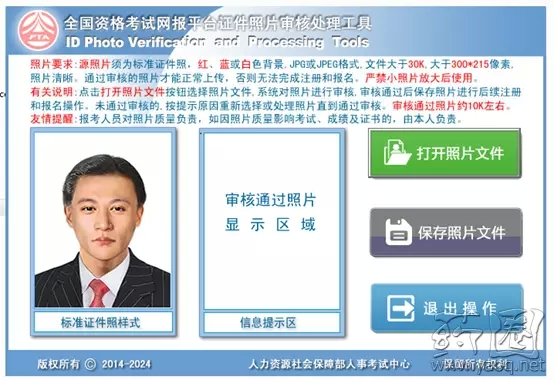 全国资格考试网报平台证件照片审核处理工具
PTA
ID Photo Verification and Processing Tools
照片要求:源照片须为标准证件照，红、蓝或白色背景,JPG或JPEG格式,文件大于30K,大于300*215像素,
照片清晰。通过审核的照片才能正常上传，否则无法完成注册和报名。严禁小照片放大后使用。
有关说明:点击打开照片文件按钮选择照片文件,系统对照片进行审核,审核通过后保存照片进行后续注册
和报名操作。未通过审核的,按提示原因重新选择或处理照片直到通过审核。审核通过照片约10K左右。
友情提醒:报考人员对照片质量负责，如因照片质量影响考试、成绩及证书的，由本人负责。
审核通过照片
显示区域
标准证件照样式
信息提示区
打开照片文件
保存照片文件
退出操作
版权所有 © 2014-2024
人力资源社会保障部人事考试中心
保留所有权利